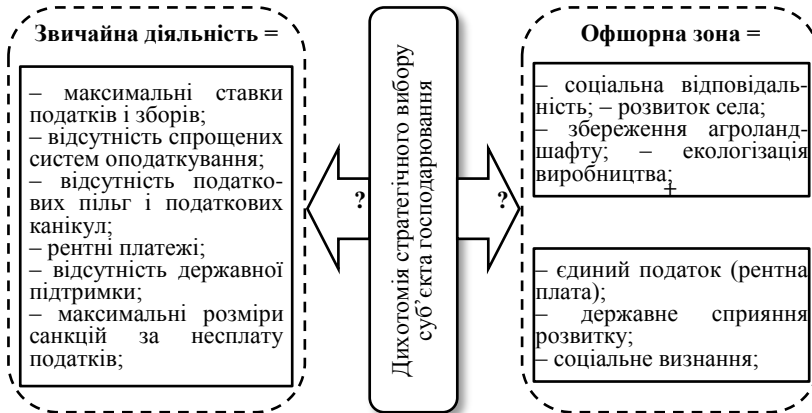 Звичайна діяльність =
– максимальні ставки
податків і зборів;
– відсутність спрощених
систем оподаткування;
– відсутність податко-
вих пільг і податкових
канікул;
– рентні платежі;
– відсутність державної
підтримки;
– максимальні розміри
санкцій за несплату
податків;
?
Дихотомія стратегічного вибору
суб’єкта господарювання
?
Офшорна зона =
– соціальна відповідаль-
ність; – розвиток села;
– збереження агроланд-
шафту; – екологізація
виробництва;
+
– єдиний податок (рентна
плата);
– державне сприяння
розвитку;
– соціальне визнання;